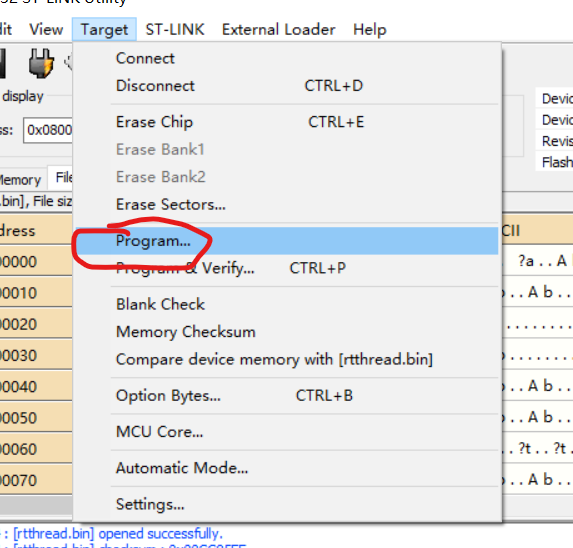 ST-LINK Utility
View Target ST-LINK External Loader Help
Connect
display
Disconnect CTRL+D
Devic
ss: 0x0800
Erase Chip CTRL+E
Devic
Erase Bank1
Revis
Memory File
Erase Bank2
Flash
.bin], File siz
Erase Sectors...
dress
Program...
CII
00000
Program & Verify... CTRL+P
?a . . A
00010
Blank Check
. . A b . .
00020
Memory Checksum
. . . . . . . .
00030
Compare device memory with [rtthread.bin]
. . . . . . . .
00040
Option Bytes... CTRL+B
. . A b . .
00050
MCU Core...
. . A b . .
00060
Automatic Mode...
. . ?t . . ?t .
00070
. . A b . .
Settings...
: [rtthread.bin] opened successfully.